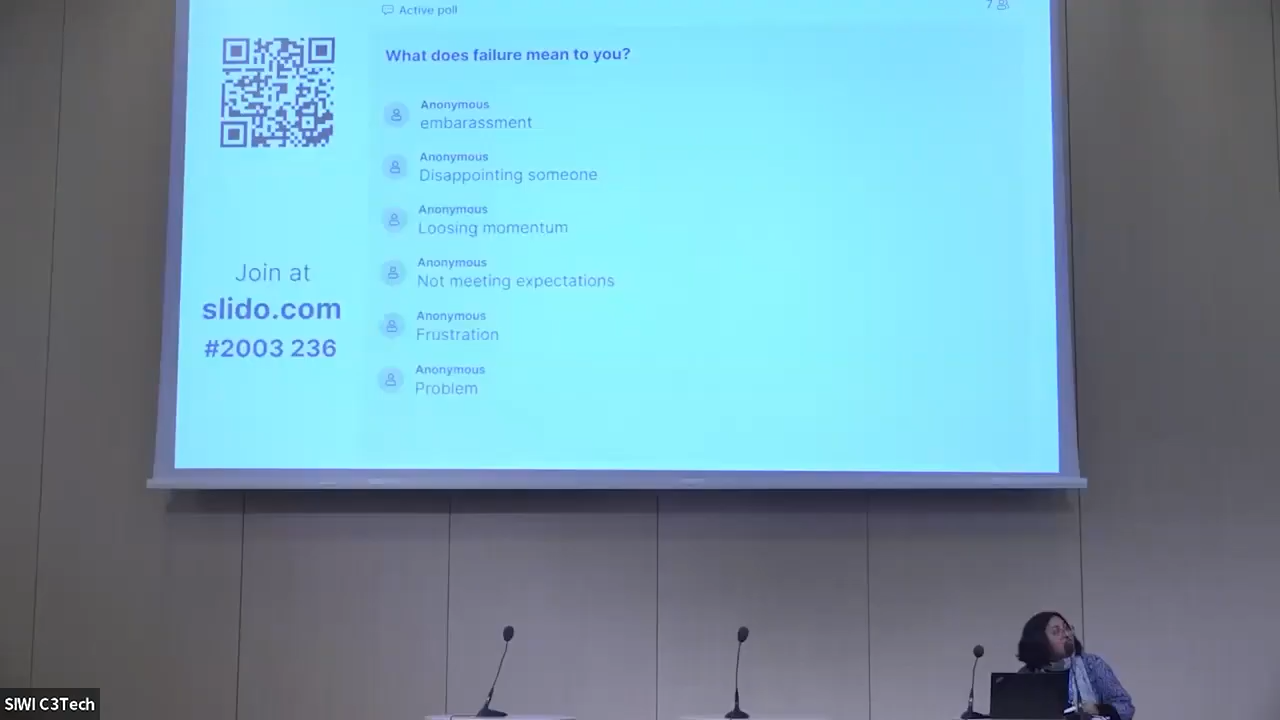 Active poll
7
What does failure mean to you?
Anonymous
embarassment
Anonymous
Disappointing someone
Anonymous
Loosing momentum
Anonymous
Not meeting expectations
Anonymous
Frustration
Anonymous
Problem
Join at
slido.com
#2003 236
SIWI C3Tech